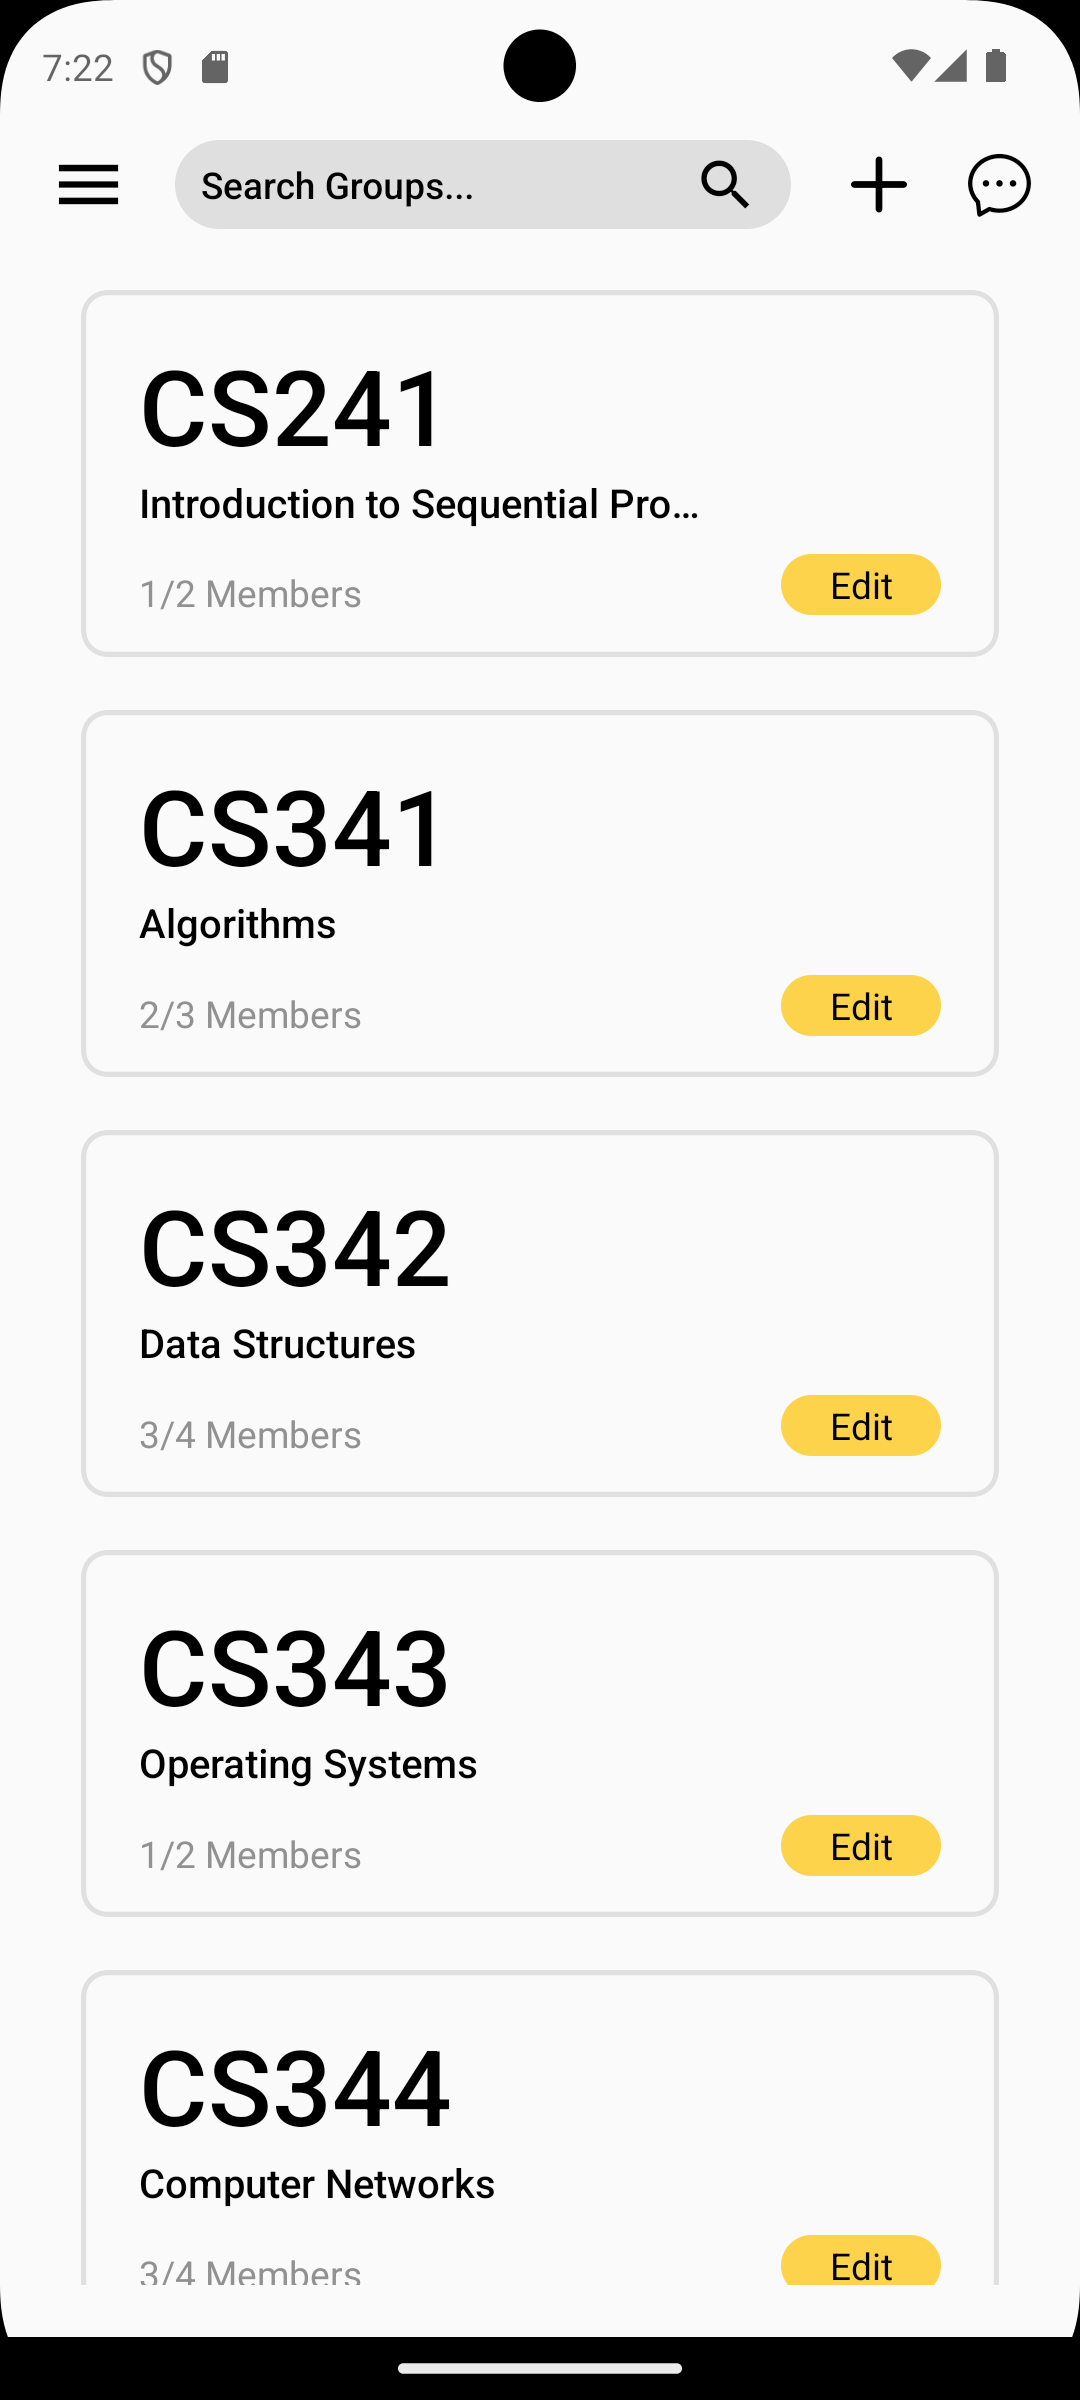 7:22
Search Groups...
CS241
Introduction to Sequential Pro...
1/2 Members
Edit
CS341
Algorithms
2/3 Members
Edit
CS342
Data Structures
3/4 Members
Edit
CS343
Operating Systems
1/2 Members
Edit
CS344
Computer Networks
3/4 Members
Edit